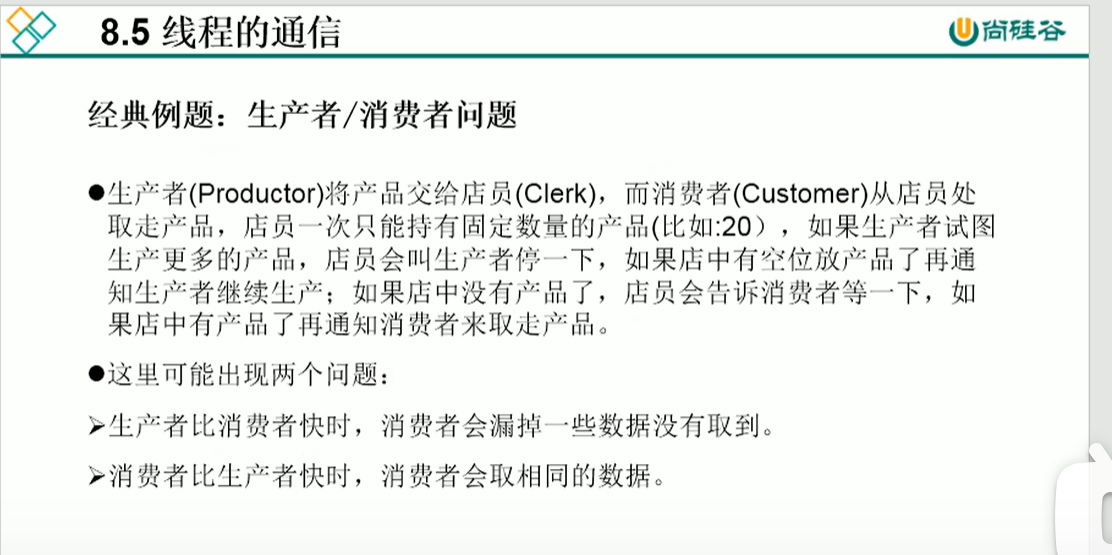 8.5 线程的通信
尚硅谷
经典例题：生产者/消费者问题
●生产者(Productor)将产品交给店员(Clerk)，而消费者(Customer)从店员处
取走产品，店员一次只能持有固定数量的产品(比如:20），如果生产者试图
生产更多的产品，店员会叫生产者停一下，如果店中有空位放产品了再通
知生产者继续生产；如果店中没有产品了，店员会告诉消费者等一下，如
果店中有产品了再通知消费者来取走产品。
●这里可能出现两个问题：
➢生产者比消费者快时，消费者会漏掉一些数据没有取到。
➢消费者比生产者快时，消费者会取相同的数据。